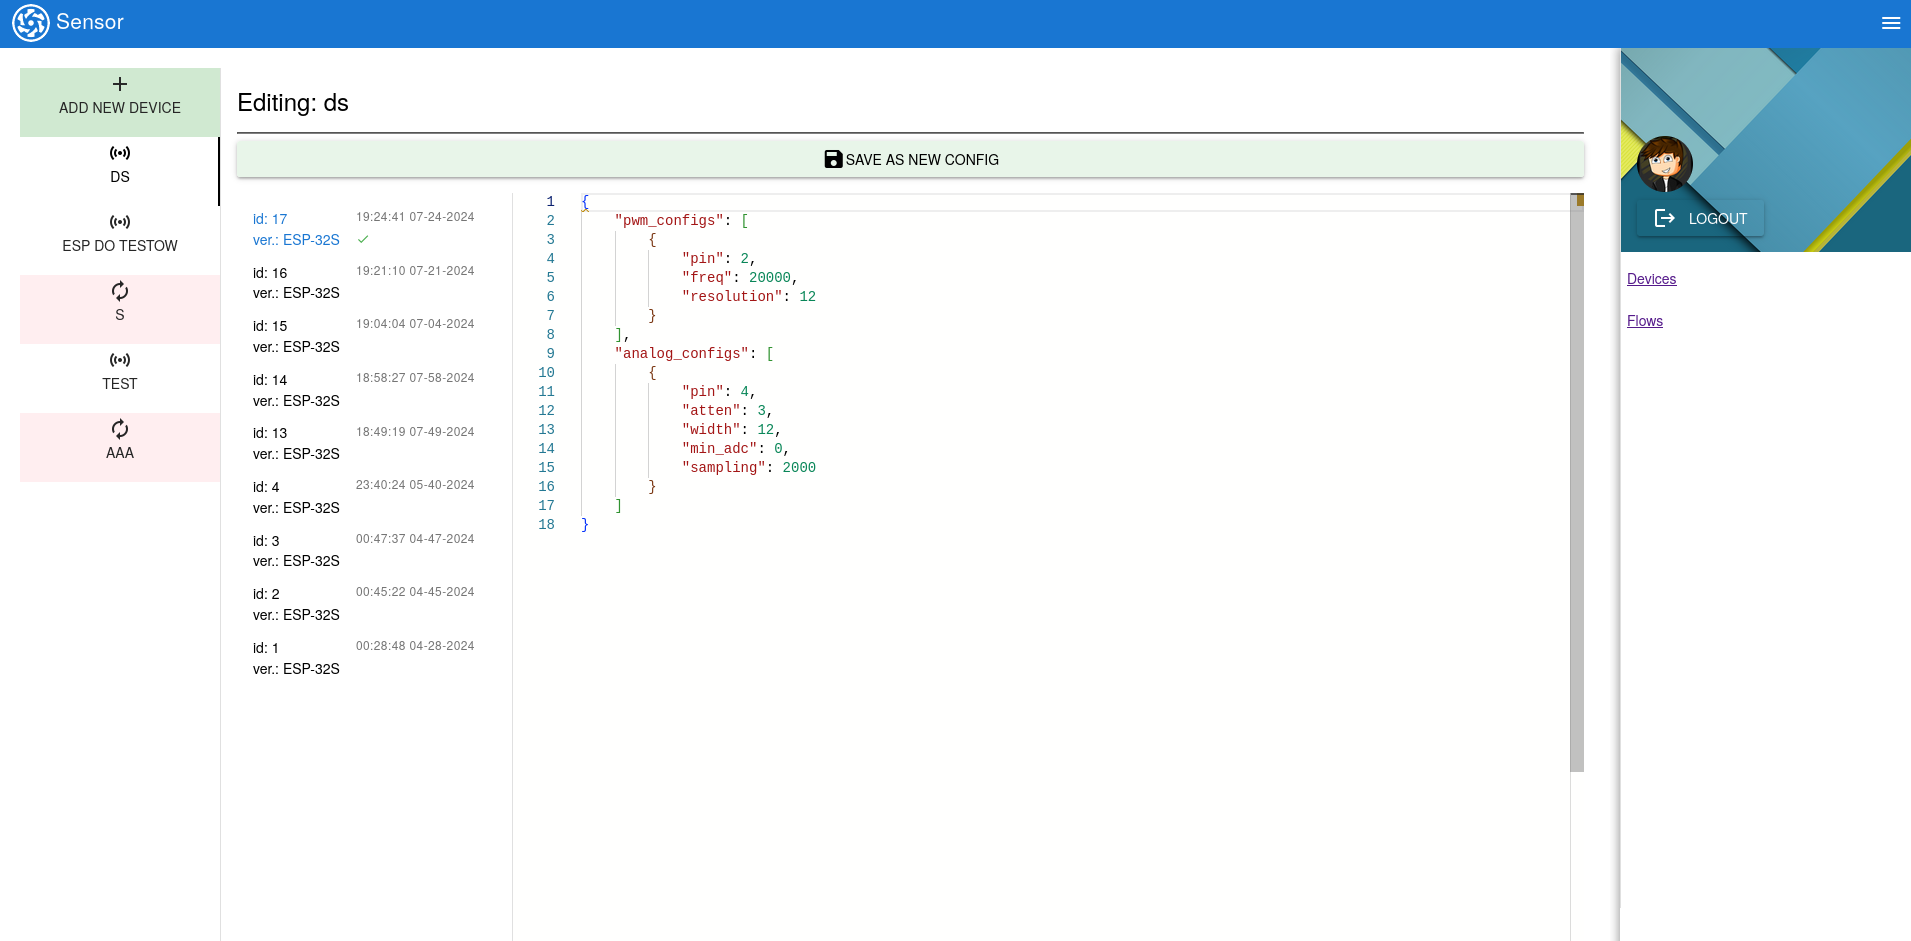 Sensor
ADD NEW DEVICE
DS
ESP DO TESTOW
S
TEST
AAA
Editing: ds
SAVE AS NEW CONFIG
id: 17 19:24:41 07-24-2024
ver.: ESP-32S
id: 16 19:21:10 07-21-2024
ver.: ESP-32S
id: 15 19:04:04 07-04-2024
ver.: ESP-32S
id: 14 18:58:27 07-58-2024
ver.: ESP-32S
id: 13 18:49:19 07-49-2024
ver.: ESP-32S
id: 4 23:40:24 05-40-2024
ver.: ESP-32S
id: 3 00:47:37 04-47-2024
ver.: ESP-32S
id: 2 00:45:22 04-45-2024
ver.: ESP-32S
id: 1 00:28:48 04-28-2024
ver.: ESP-32S
1 {
2 "pwm_configs": [
3 {
4 "pin": 2,
5 "freq": 20000,
6 "resolution": 12
7 }
8 ],
9 "analog_configs": [
10 {
11 "pin": 4,
12 "atten": 3,
13 "width": 12,
14 "min_adc": 0,
15 "sampling": 2000
16 }
17 ]
18 }
LOGOUT
Devices
Flows